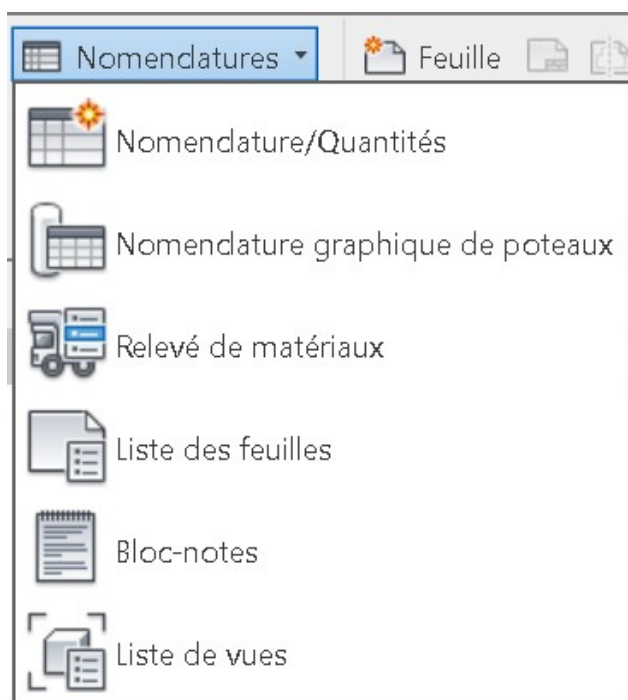 Nomenclatures
Feuille
Nomenclature/Quantités
Nomenclature graphique de poteaux
Relevé de matériaux
Liste des feuilles
Bloc-notes
Liste de vues